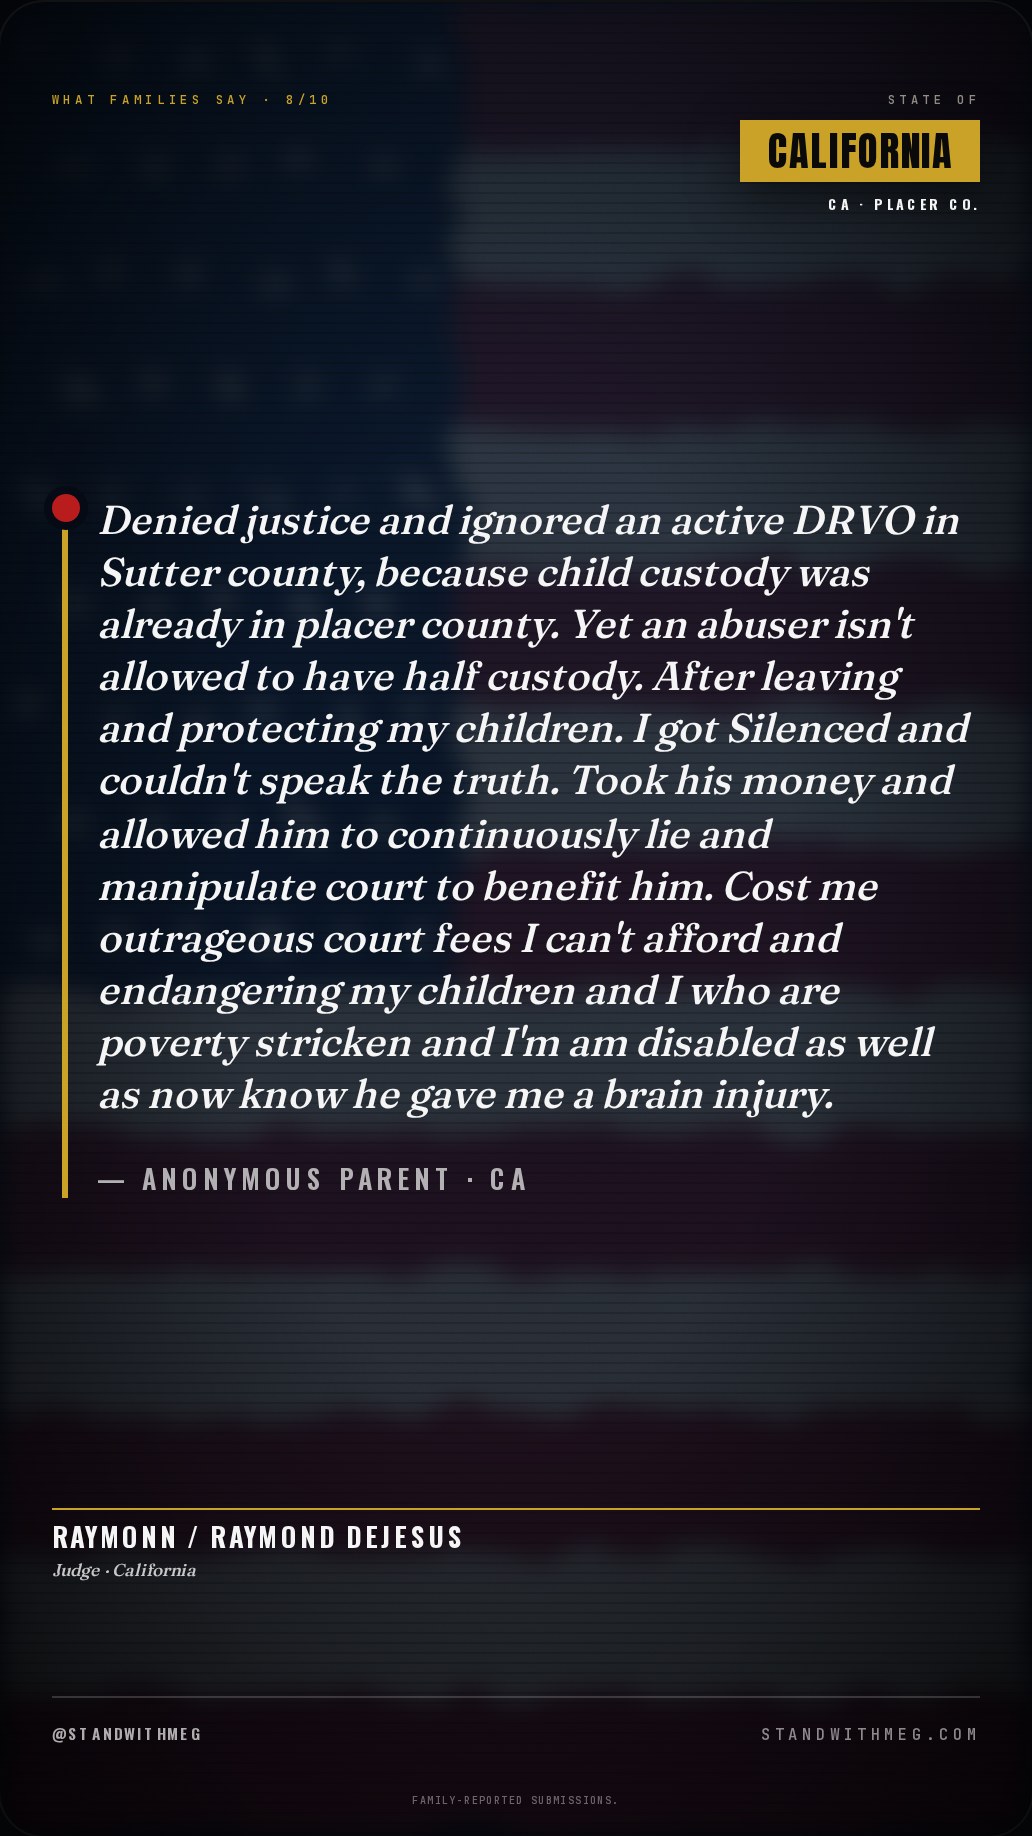 WHAT FAMILIES SAY · 8/10
STATE OF
CALIFORNIA
CA · PLACER CO.
Denied justice and ignored an active DRVO in
Sutter county, because child custody was
already in placer county. Yet an abuser isn't
allowed to have half custody. After leaving
and protecting my children. I got Silenced and
couldn't speak the truth. Took his money and
allowed him to continuously lie and
manipulate court to benefit him. Cost me
outrageous court fees I can't afford and
endangering my children and I who are
poverty stricken and I'm am disabled as well
as now know he gave me a brain injury.
— ANONYMOUS PARENT · CA
RAYMONN / RAYMOND DEJESUS
Judge · California
@STANDWITHMEG
STANDWITHMEG.COM
FAMILY-REPORTED SUBMISSIONS.